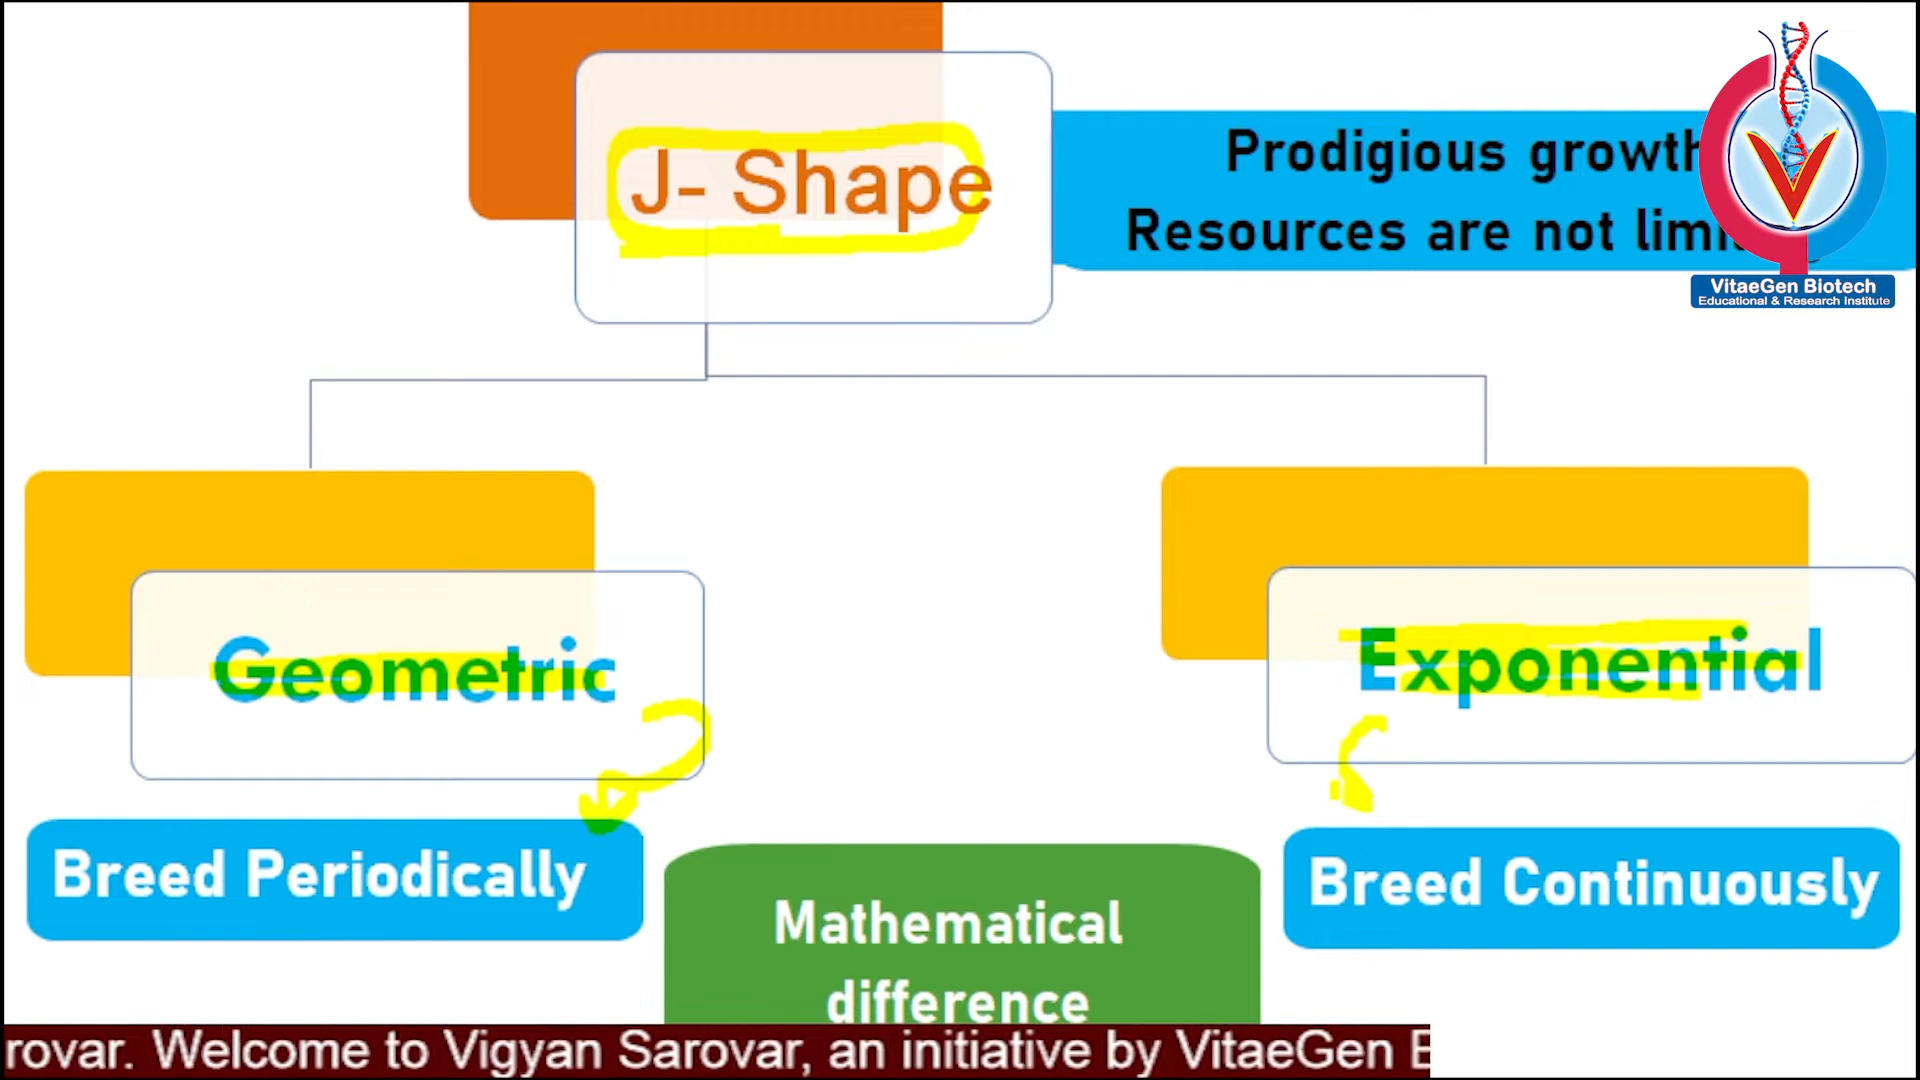 J- Shape
Prodigious growth
Resources are not
VitaeGen Biotech
Educational & Research Institute
Geometric
Exponential
Breed Periodically
Breed Continuously
Mathematical
difference
rovar. Welcome to Vigyan Sarovar, an initiative by VitaeGen